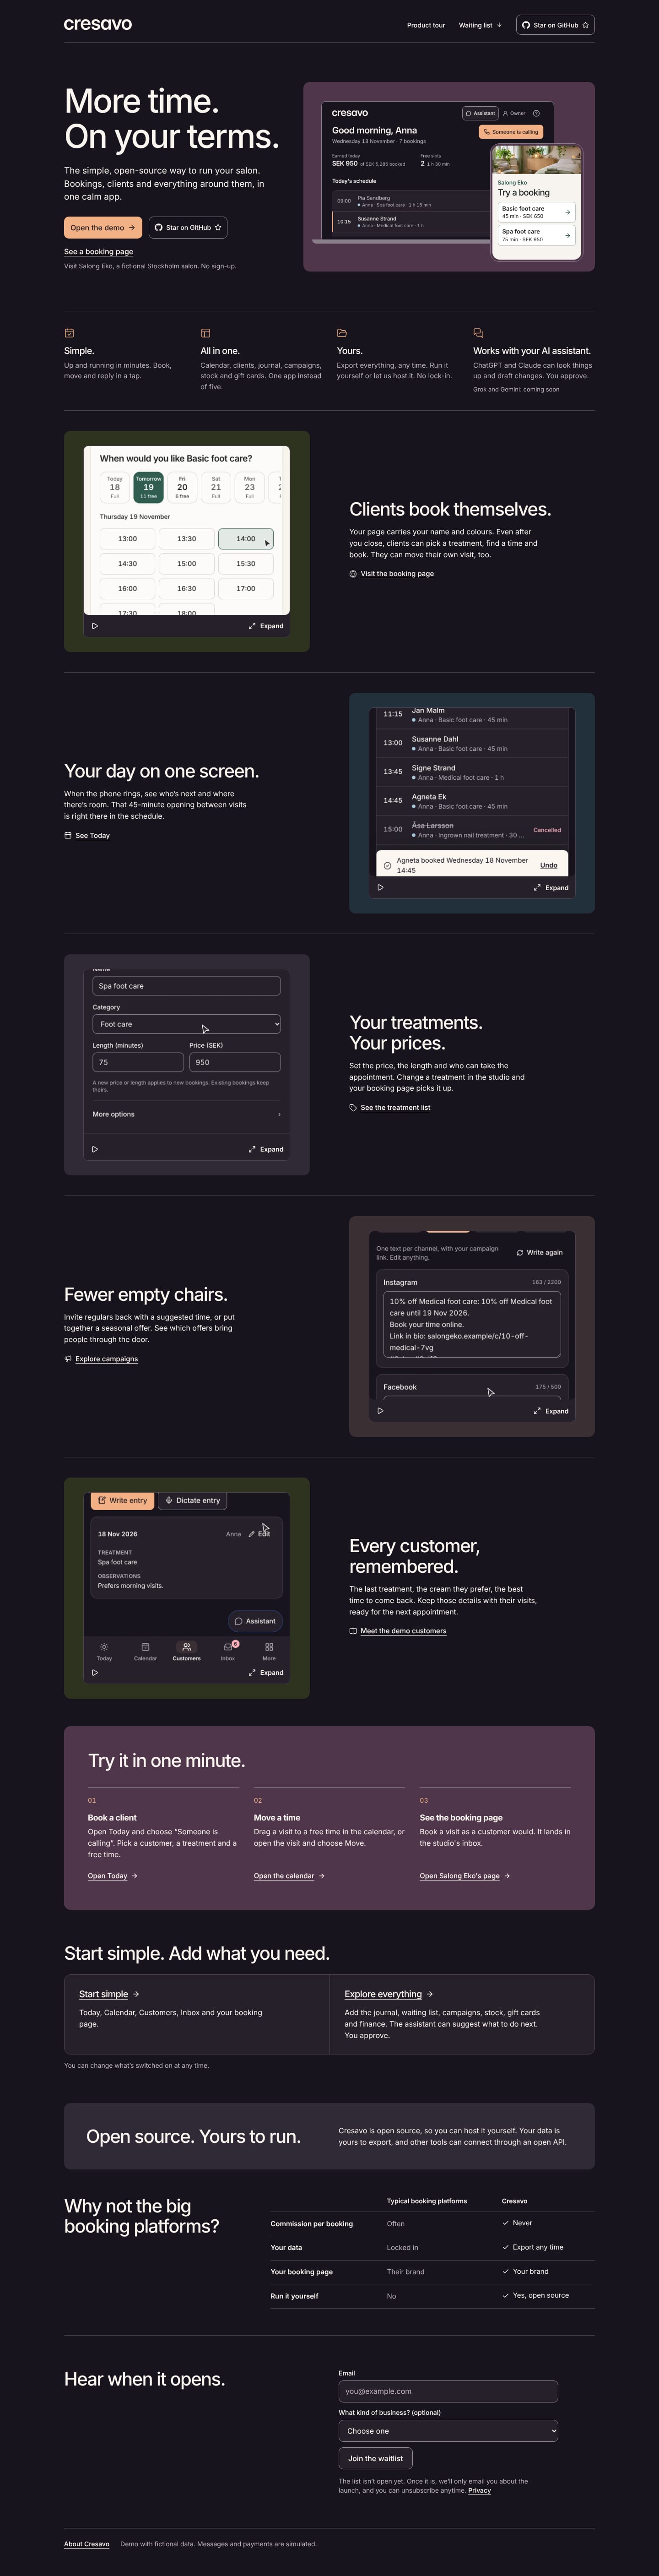 cresavo
Product tour
Waiting list
Star on GitHub
More time.
On your terms.
The simple, open-source way to run your salon.
Bookings, clients and everything around them, in
one calm app.
Open the demo
Star on GitHub
See a booking page
Visit Salong Eko, a fictional Stockholm salon. No sign-up.
cresavo
Assistant
Owner
Good morning, Anna
Wednesday 18 November · 7 bookings
Someone is calling
Earned today
SEK 950 of SEK 5,285 booked
Free slots
2 1 h 30 min
Today's schedule
09:00
Pia Sandberg
Anna · Spa foot care · 1 h 15 min
10:15
Susanne Strand
Anna · Medical foot care · 1 h
Salong Eko
Try a booking
Basic foot care
45 min · SEK 650
Spa foot care
75 min · SEK 950
Simple.
Up and running in minutes. Book,
move and reply in a tap.
All in one.
Calendar, clients, journal, campaigns,
stock and gift cards. One app instead
of five.
Yours.
Export everything, any time. Run it
yourself or let us host it. No lock-in.
Works with your AI assistant.
ChatGPT and Claude can look things
up and draft changes. You approve.
Grok and Gemini: coming soon
When would you like Basic foot care?
Today
18
Full
Tomorrow
19
11 free
Fri
20
6 free
Sat
21
Full
Sun
22
Full
Mon
23
Full
Thursday 19 November
13:00
13:30
14:00
14:30
15:00
15:30
16:00
16:30
17:00
17:30
18:00
Expand
Clients book themselves.
Your page carries your name and colours. Even after
you close, clients can pick a treatment, find a time and
book. They can move their own visit, too.
Visit the booking page
Your day on one screen.
When the phone rings, see who's next and where
there's room. That 45-minute opening between visits
is right there in the schedule.
See Today
11:15
Jan Malm
Anna · Basic foot care · 45 min
13:00
Susanne Dahl
Anna · Basic foot care · 45 min
13:45
Signe Strand
Anna · Medical foot care · 1 h
14:45
Agneta Ek
Anna · Basic foot care · 45 min
15:00
Åsa Larsson
Anna · Ingrown nail treatment · 30 ...
Cancelled
Agneta booked Wednesday 18 November
14:45
Undo
Expand
Name
Spa foot care
Category
Foot care
Length (minutes)
Price (SEK)
75
950
A new price or length applies to new bookings. Existing bookings keep
theirs.
More options
Expand
Your treatments.
Your prices.
Set the price, the length and who can take the
appointment. Change a treatment in the studio and
your booking page picks it up.
See the treatment list
Fewer empty chairs.
Invite regulars back with a suggested time, or put
together a seasonal offer. See which offers bring
people through the door.
Explore campaigns
One text per channel, with your campaign
link. Edit anything.
Write again
Instagram
163 / 2200
10% off Medical foot care: 10% off Medical foot
care until 19 Nov 2026.
Book your time online.
Link in bio: salongeko.example/c/10-off-
medical-7vg
Facebook
175 / 500
Expand
Write entry
Dictate entry
18 Nov 2026
Anna
Edit
TREATMENT
Spa foot care
OBSERVATIONS
Prefers morning visits.
Assistant
Today
Calendar
Customers
Inbox
More
Expand
Every customer,
remembered.
The last treatment, the cream they prefer, the best
time to come back. Keep those details with their visits,
ready for the next appointment.
Meet the demo customers
Try it in one minute.
01
Book a client
Open Today and choose “Someone is
calling”. Pick a customer, a treatment and a
free time.
Open Today
02
Move a time
Drag a visit to a free time in the calendar, or
open the visit and choose Move.
Open the calendar
03
See the booking page
Book a visit as a customer would. It lands in
the studio's inbox.
Open Salong Eko's page
Start simple. Add what you need.
Start simple
Today, Calendar, Customers, Inbox and your booking
page.
Explore everything
Add the journal, waiting list, campaigns, stock, gift cards
and finance. The assistant can suggest what to do next.
You approve.
You can change what's switched on at any time.
Open source. Yours to run.
Cresavo is open source, so you can host it yourself. Your data is
yours to export, and other tools can connect through an open API.
Why not the big
booking platforms?
Typical booking platforms
Cresavo
Commission per booking
Often
Never
Your data
Locked in
Export any time
Your booking page
Their brand
Your brand
Run it yourself
No
Yes, open source
Hear when it opens.
Email
you@example.com
What kind of business? (optional)
Choose one
Join the waitlist
The list isn't open yet. Once it is, we'll only email you about the
launch, and you can unsubscribe anytime. Privacy
About Cresavo
Demo with fictional data. Messages and payments are simulated.